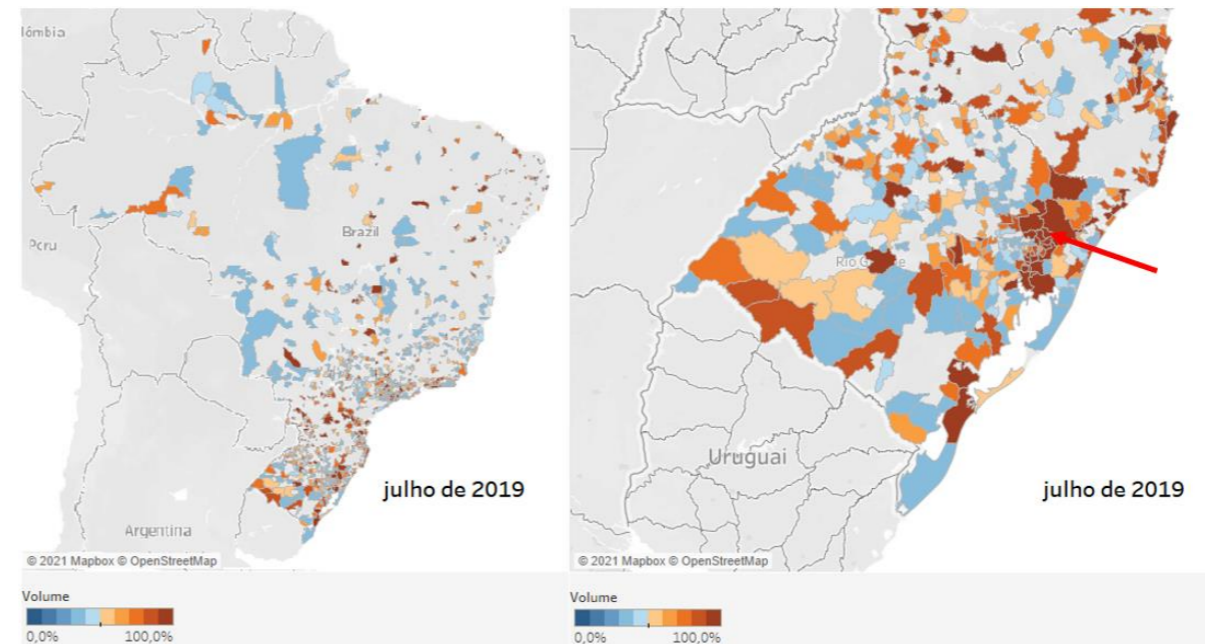 lômbia
Peru
Brazil
Argentina
julho de 2019
© 2021 Mapbox © OpenStreetMap
Volume
0,0% 100,0%
Uruguai
julho de 2019
© 2021 Mapbox © OpenStreetMap
Volume
0,0% 100,0%